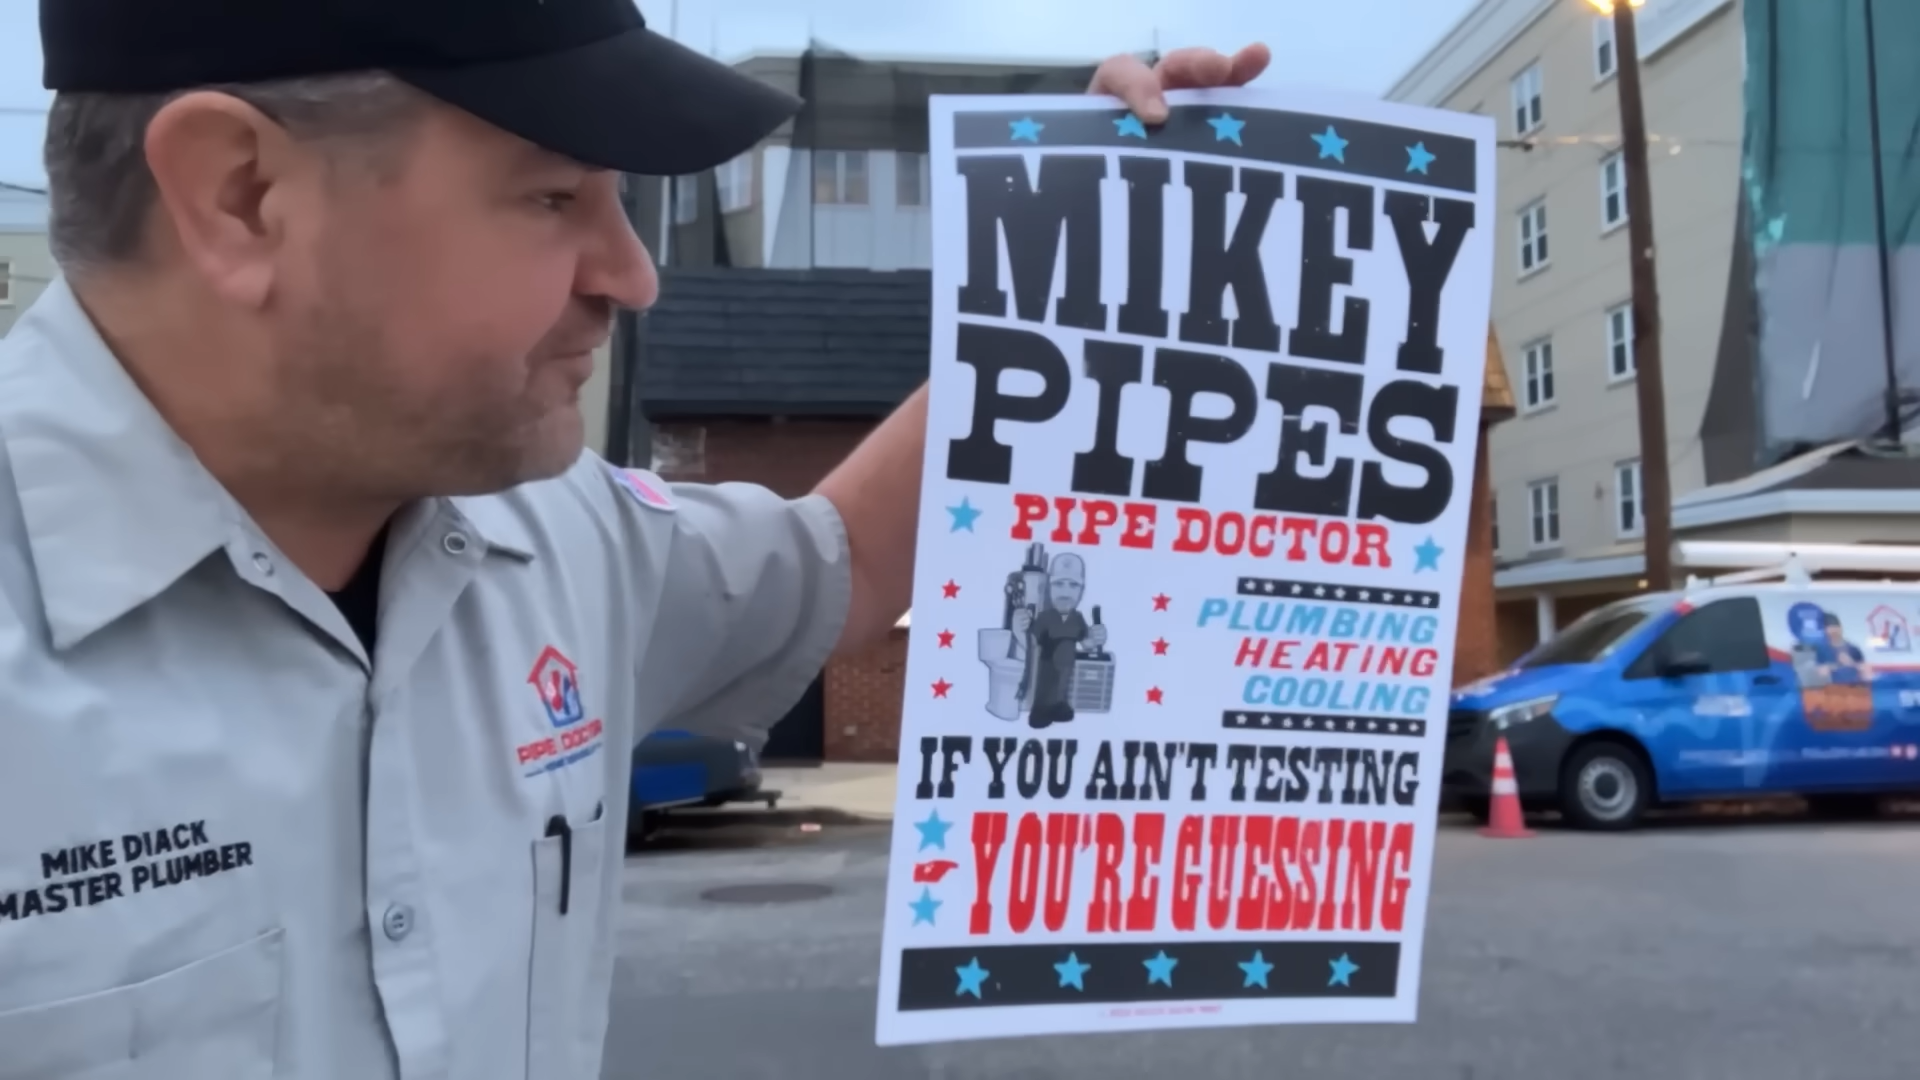 MIKEY
PIPES
PIPE DOCTOR
PLUMBING
HEATING
COOLING
IF YOU AIN'T TESTING
YOU'RE GUESSING
PIPE DOCTOR
MIKE DIACK
MASTER PLUMBER